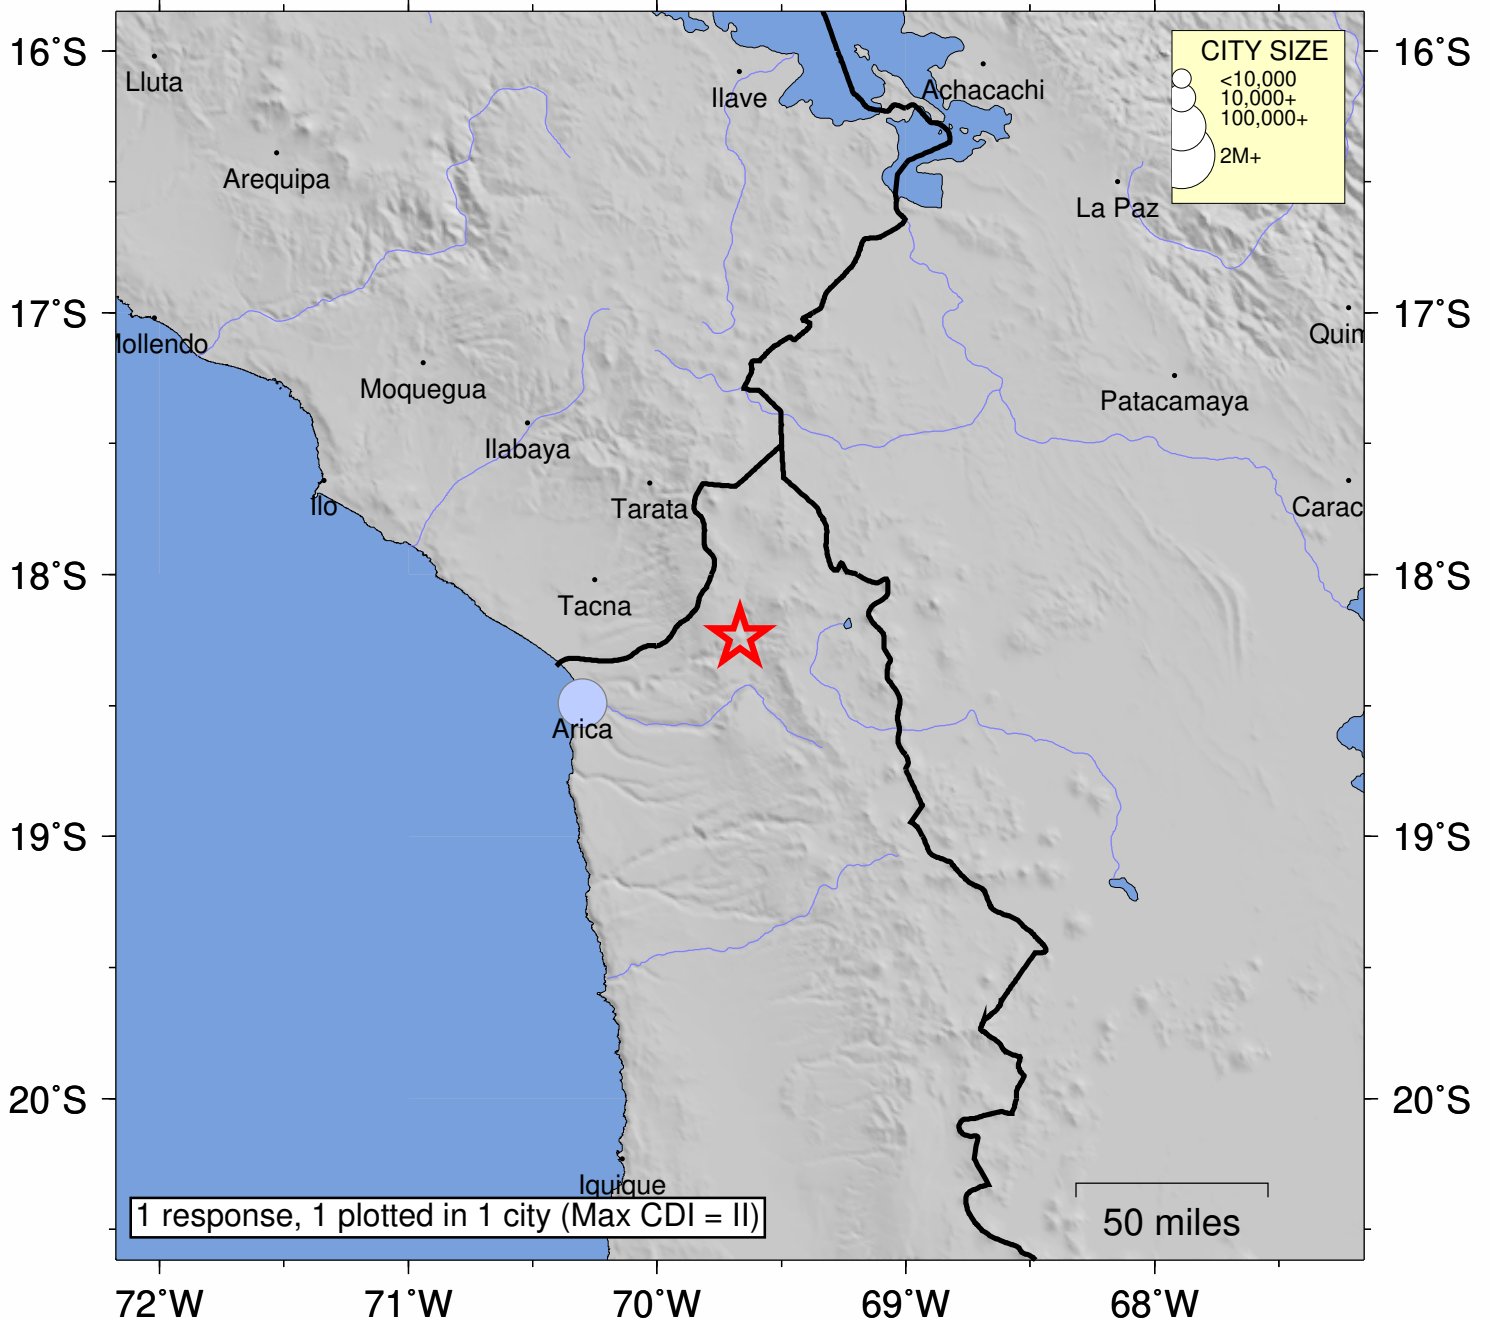 16°S
16°S
CITY SIZE
<10,000
10,000+
100,000+
2M+
Lluta
Ilave
Achacachi
Arequipa
La Paz
17°S
17°S
Mollendo
Quim
Moquegua
Patacamaya
Ilabaya
Ilo
Tarata
Carac
18°S
18°S
Tacna
Arica
19°S
19°S
20°S
20°S
Iquique
1 response, 1 plotted in 1 city (Max CDI = II)
50 miles
72°W
71°W
70°W
69°W
68°W